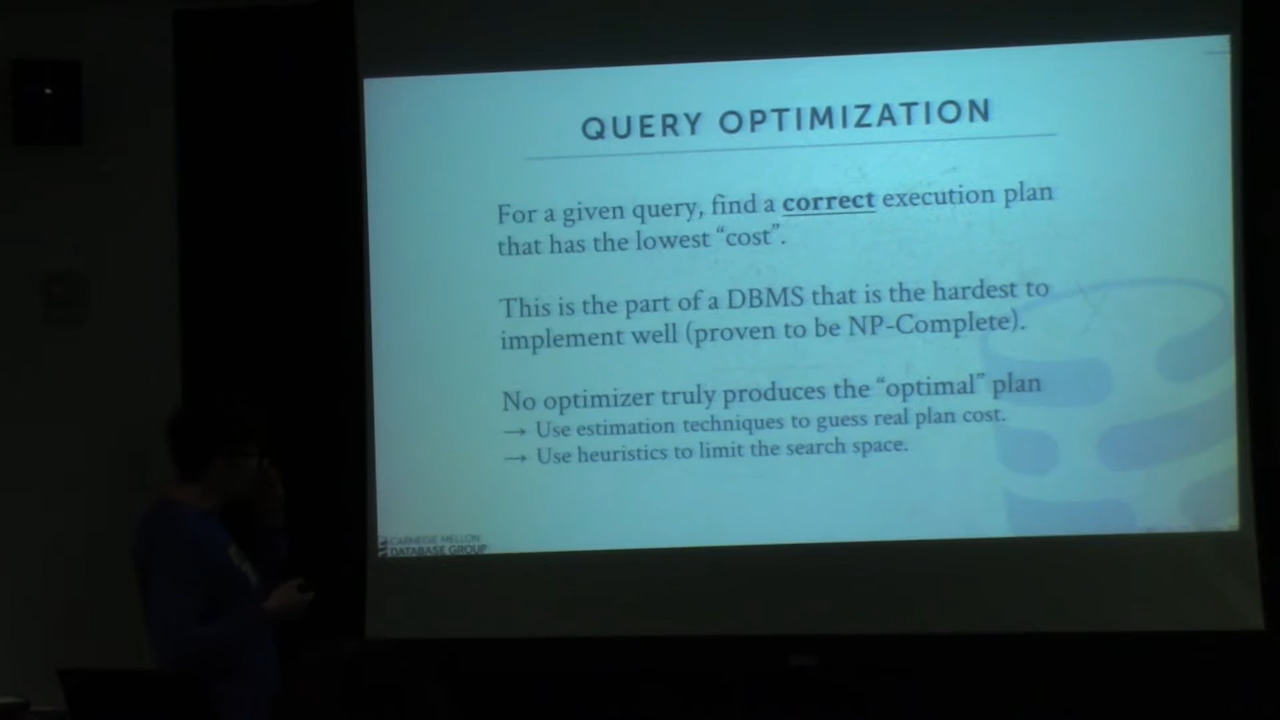 QUERY OPTIMIZATION
For a given query, find a correct execution plan
that has the lowest “cost”.
This is the part of a DBMS that is the hardest to
implement well (proven to be NP-Complete).
No optimizer truly produces the “optimal” plan
→ Use estimation techniques to guess real plan cost.
→ Use heuristics to limit the search space.
CARNEGIE MELLON
DATABASE GROUP